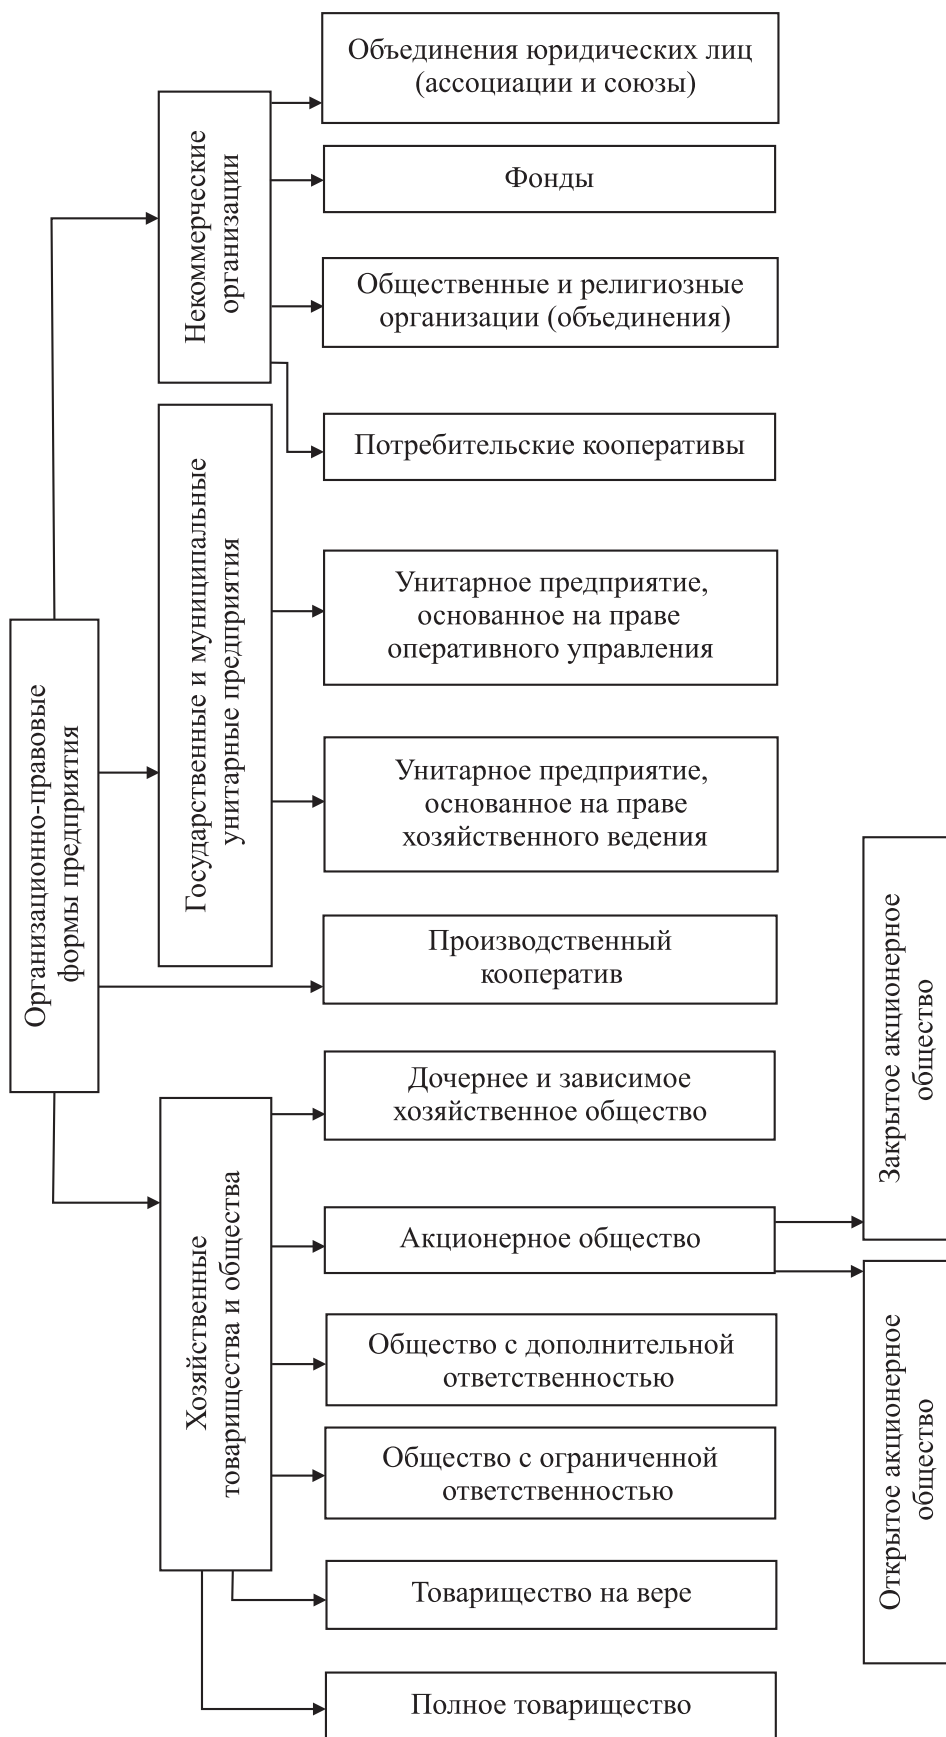 Организационно-правовые
формы предприятия
Некоммерческие
организации
Объединения юридических лиц
(ассоциации и союзы)
Фонды
Общественные и религиозные
организации (объединения)
Потребительские кооперативы
Государственные и муниципальные
унитарные предприятия
Унитарное предприятие,
основанное на праве
оперативного управления
Унитарное предприятие,
основанное на праве
хозяйственного ведения
Производственный
кооператив
Хозяйственные
товарищества и общества
Дочернее и зависимое
хозяйственное общество
Акционерное общество
Закрытое акционерное
общество
Открытое акционерное
общество
Общество с дополнительной
ответственностью
Общество с ограниченной
ответственностью
Товарищество на вере
Полное товарищество